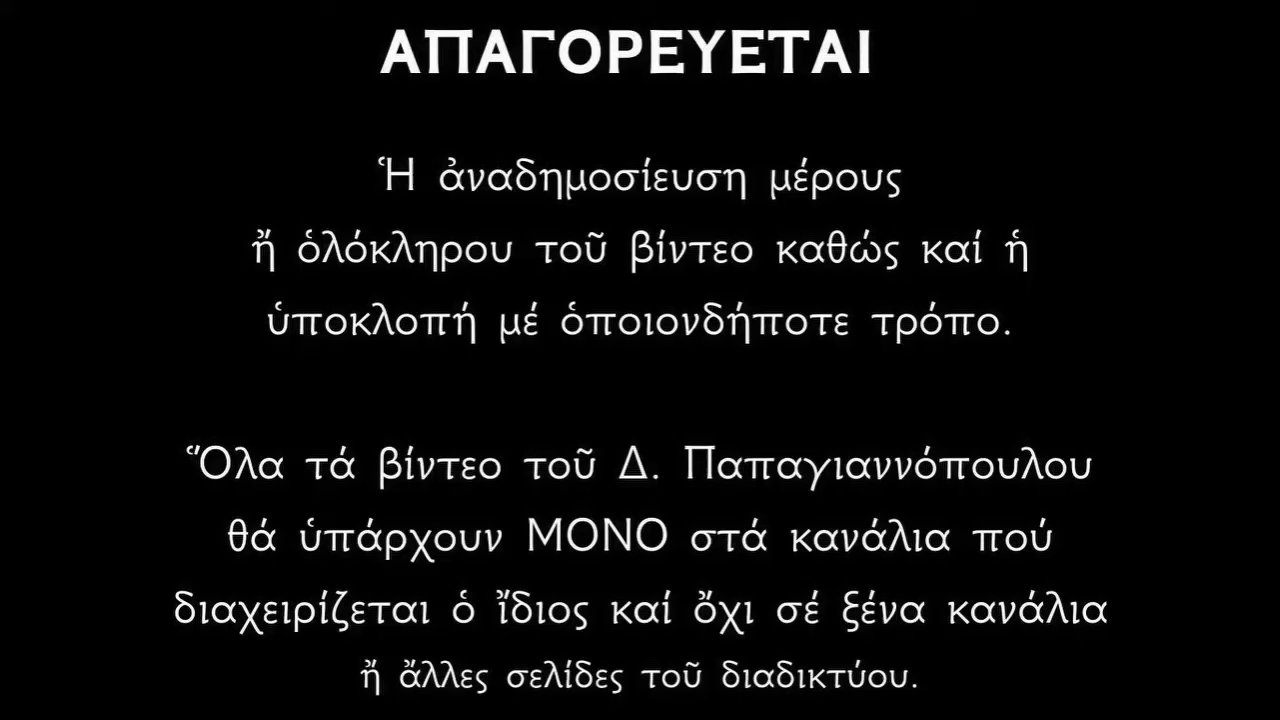 ΑΠΑΓΟΡΕΥΕΤΑΙ
Ἡ ἀναδημοσίευση μέρους
ἤ ὁλόκληρου τοῦ βίντεο καθώς καί ἡ
ὑποκλοπή μέ ὁποιονδήποτε τρόπο.
Ὅλα τά βίντεο τοῦ Δ. Παπαγιαννόπουλου
θά ὑπάρχουν ΜΟΝΟ στά κανάλια πού
διαχειρίζεται ὁ ἴδιος καί ὄχι σέ ξένα κανάλια
ἤ ἄλλες σελίδες τοῦ διαδικτύου.